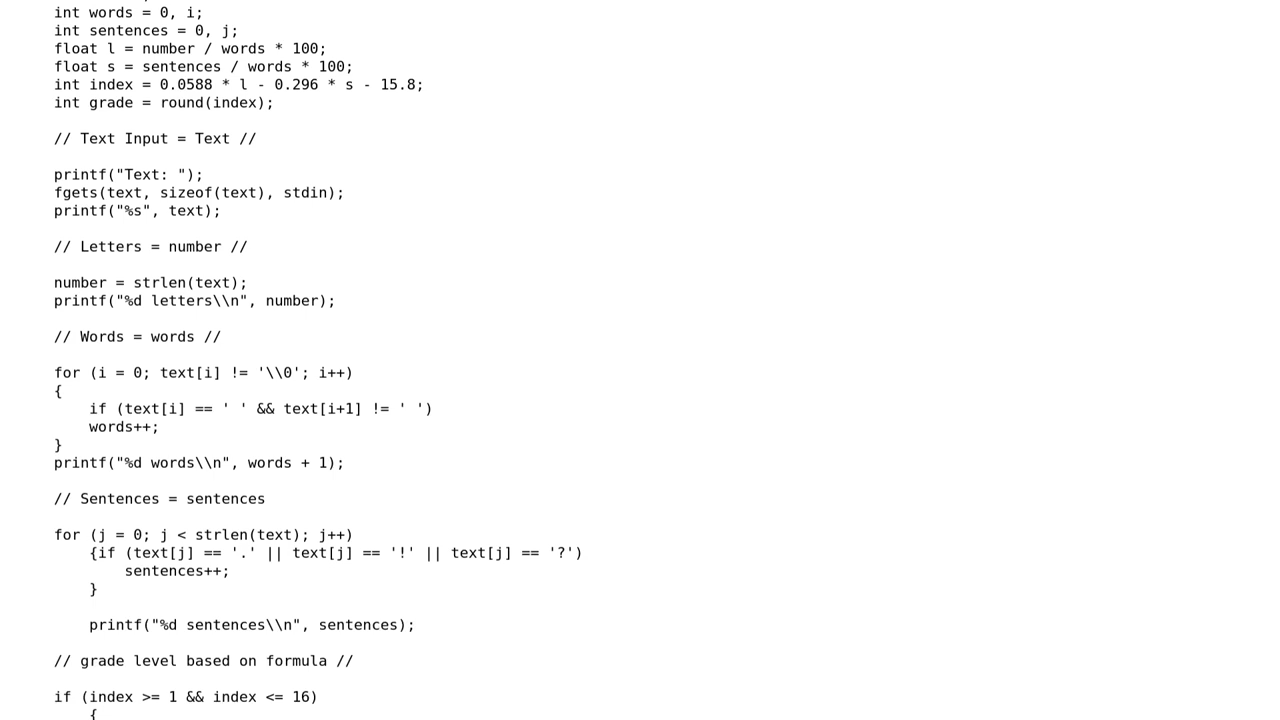 int words = 0, i;
int sentences = 0, j;
float l = number / words * 100;
float s = sentences / words * 100;
int index = 0.0588 * l - 0.296 * s - 15.8;
int grade = round(index);
// Text Input = Text //
printf("Text: ");
fgets(text, sizeof(text), stdin);
printf("%s", text);
// Letters = number //
number = strlen(text);
printf("%d letters\\n", number);
// Words = words //
for (i = 0; text[i] != '\\0'; i++)
{
if (text[i] == ' ' && text[i+1] != ' ')
words++;
}
printf("%d words\\n", words + 1);
// Sentences = sentences
for (j = 0; j < strlen(text); j++)
{if (text[j] == '.' || text[j] == '!' || text[j] == '?')
sentences++;
}
printf("%d sentences\\n", sentences);
// grade level based on formula //
if (index >= 1 && index <= 16)
{